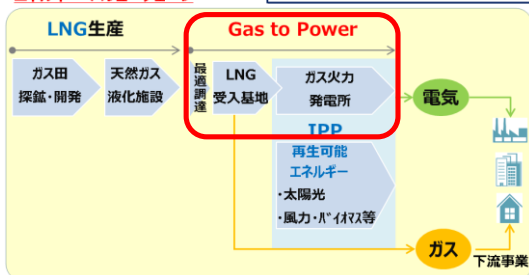 LNG生産
Gas to Power
ガス田
探鉱・開発
天然ガス
液化施設
最適調達
LNG
受入基地
ガス火力
発電所
電気
IPP
再生可能
エネルギー
・太陽光
・風力・バイオマス等
ガス
下流事業